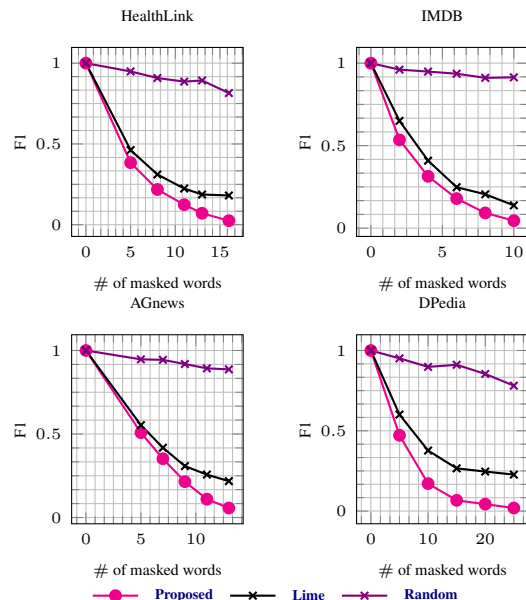 HealthLink
IMDB
1
0.5
0
F1
0 5 10 15
# of masked words
1
0.5
0
F1
0 5 10
# of masked words
AGnews
DPedia
1
0.5
0
F1
0 10
# of masked words
1
0.5
0
F1
0 10 20
# of masked words
Proposed Lime Random